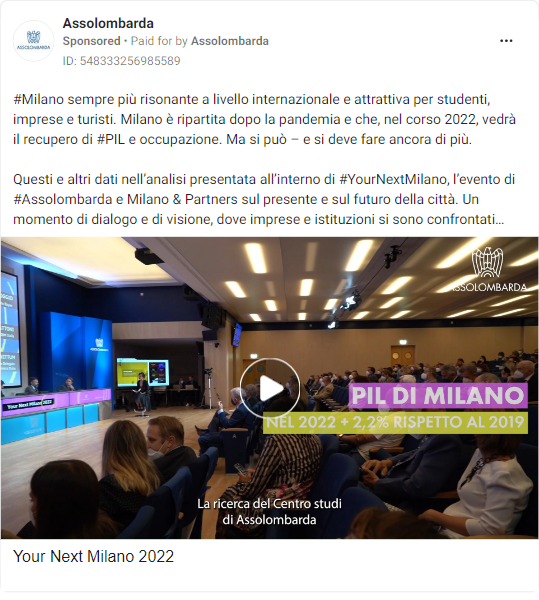 Assolombarda
Sponsored • Paid for by Assolombarda
ASSOLOMBARDA
ID: 548333256985589
#Milano sempre più risonante a livello internazionale e attrattiva per studenti,
imprese e turisti. Milano è ripartita dopo la pandemia e che, nel corso 2022, vedrà
il recupero di #PIL e occupazione. Ma si può – e si deve fare ancora di più.
Questi e altri dati nell'analisi presentata all'interno di #YourNextMilano, l'evento di
#Assolombarda e Milano & Partners sul presente e sul futuro della città. Un
momento di dialogo e di visione, dove imprese e istituzioni si sono confrontati...
ASSOLOMBARDA
ASSOLOMBARDA
PIL DI MILANO
Your Next Milano 2022
NEL 2022 + 2,2% RISPETTO AL 2019
La ricerca del Centro studi
di Assolombarda
Your Next Milano 2022